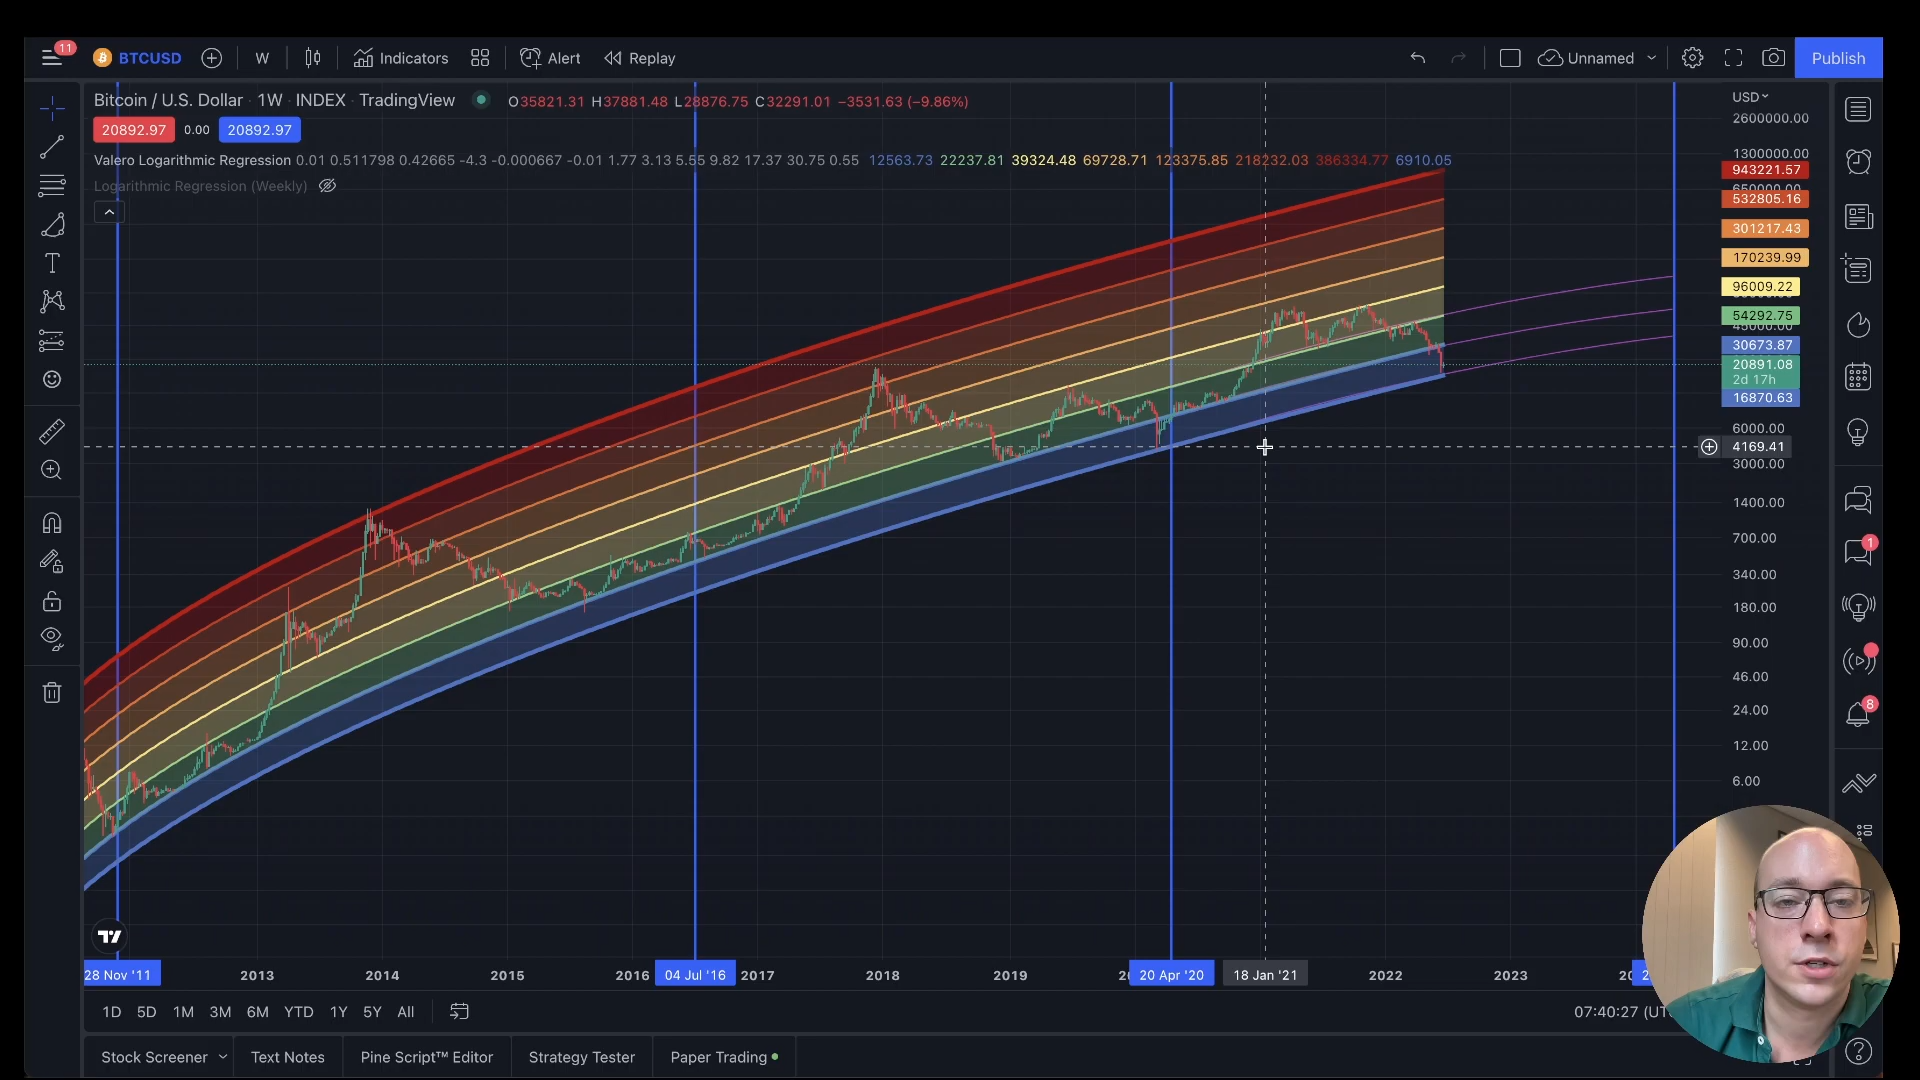 11
BTCUSD W Indicators Alert Replay Unnamed Publish
Bitcoin / U.S. Dollar · 1W · INDEX · TradingView O35821.31 H37881.48 L28876.75 C32291.01 −3531.63 (−9.86%)
20892.97 0.00 20892.97
Valero Logarithmic Regression 0.01 0.511798 0.42665 -4.3 -0.000667 -0.01 1.77 3.13 5.55 9.82 17.37 30.75 0.55 12563.73 22237.81 39324.48 69728.71 123375.85 218232.03 386334.77 6910.05
Logarithmic Regression (Weekly)
USD
2600000.00
1300000.00
943221.57
650000.00
532805.16
301217.43
170239.99
96009.22
54292.75
45000.00
30673.87
20891.08
2d 17h
16870.63
6000.00
4169.41
3000.00
1400.00
700.00
340.00
180.00
90.00
46.00
24.00
12.00
6.00
1
8
28 Nov '11 2013 2014 2015 2016 04 Jul '16 2017 2018 2019 20 Apr '20 18 Jan '21 2022 2023
1D 5D 1M 3M 6M YTD 1Y 5Y All 07:40:27 (UTC
Stock Screener Text Notes Pine Script™ Editor Strategy Tester Paper Trading